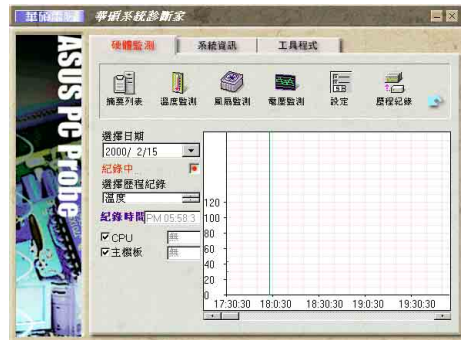 華碩系統診斷家
ASUS PC Probe
硬體監測 系統資訊 工具程式
摘要列表 溫度監測 風扇監測 電壓監測 設定 歷程紀錄
選擇日期
2000/ 2/15
紀錄中...
選擇歷程紀錄
溫度
紀錄時間 PM 05:58:3
CPU 無
主機板 無
120
100
80
60
40
20
0
17:30:30 18:0:30 18:30:30 19:0:30 19:30:30